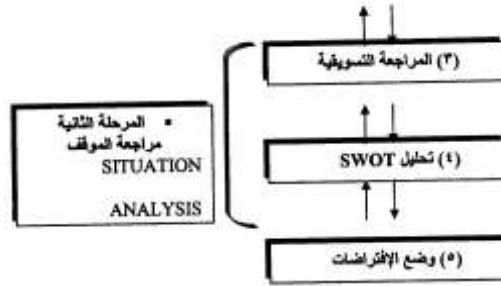 (٣) المراجعة التسويقية
▪ المرحلة الثانية
مراجعة الموقف
SITUATION
ANALYSIS
(٤) تحليل SWOT
(٥) وضع الإفتراضات